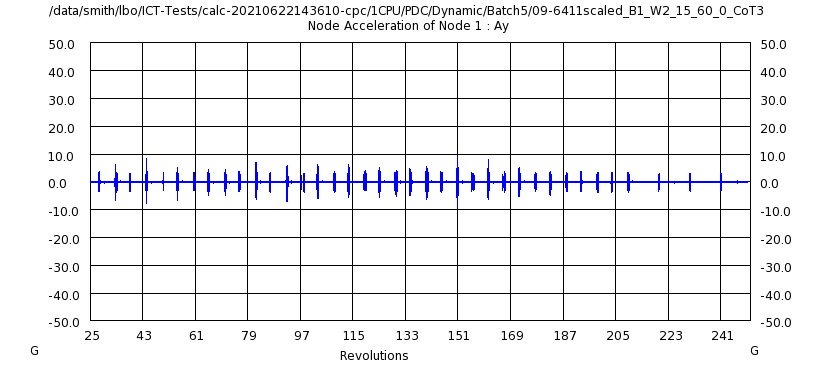 /data/smith/lbo/ICT-Tests/calc-20210622143610-cpc/1CPU/PDC/Dynamic/Batch5/09-6411scaled_B1_W2_15_60_0_CoT3
Node Acceleration of Node 1 : Ay
50.0 50.0
40.0 40.0
30.0 30.0
20.0 20.0
10.0 10.0
0.0 0.0
-10.0 -10.0
-20.0 -20.0
-30.0 -30.0
-40.0 -40.0
-50.0 -50.0
25 43 61 79 97 115 133 151 169 187 205 223 241
G G
Revolutions